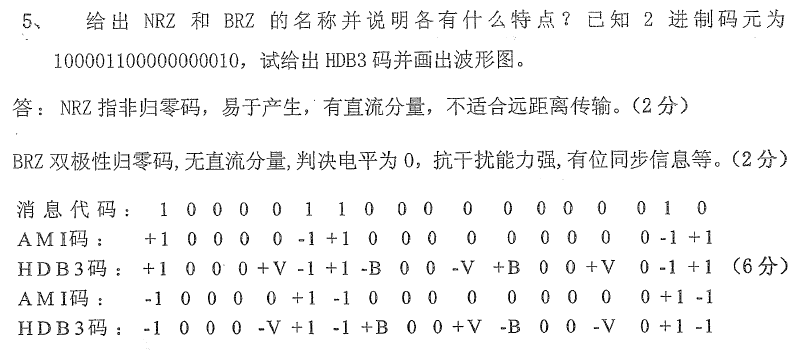 5、 给出 NRZ 和 BRZ 的名称并说明各有什么特点？已知 2 进制码元为
100001100000000010，试给出 HDB3 码并画出波形图。
答： NRZ 指非归零码，易于产生，有直流分量，不适合远距离传输。（2 分）
BRZ 双极性归零码,无直流分量,判决电平为 0，抗干扰能力强,有位同步信息等。（2 分）
消息代码： 1 0 0 0 0 1 1 0 0 0 0 0 0 0 0 0 1 0
AMI码： +1 0 0 0 0 -1 +1 0 0 0 0 0 0 0 0 0 -1 +1
HDB3码： +1 0 0 0 +V -1 +1 -B 0 0 -V +B 0 0 +V 0 -1 +1 （6 分）
AMI码： -1 0 0 0 0 +1 -1 0 0 0 0 0 0 0 0 0 +1 -1
HDB3码： -1 0 0 0 -V +1 -1 +B 0 0 +V -B 0 0 -V 0 +1 -1